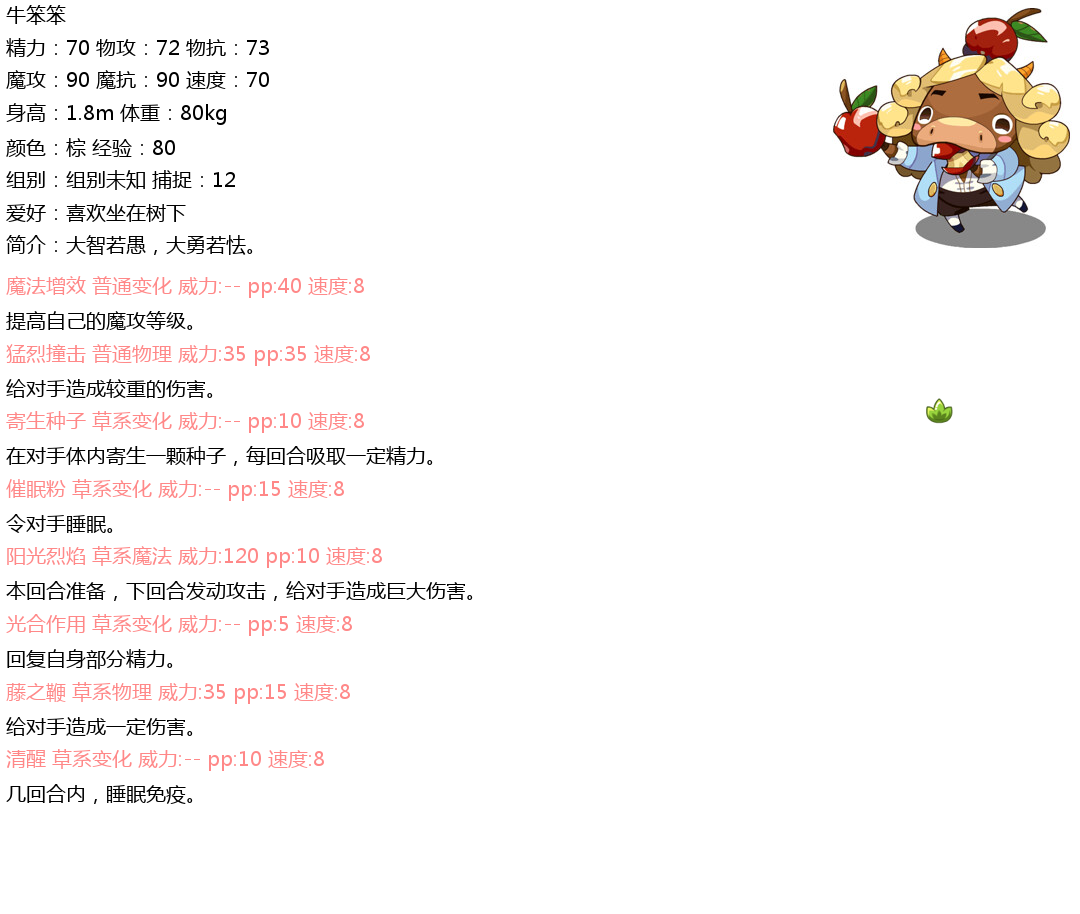 牛笨笨
精力：70 物攻：72 物抗：73
魔攻：90 魔抗：90 速度：70
身高：1.8m 体重：80kg
颜色：棕 经验：80
组别：组别未知 捕捉：12
爱好：喜欢坐在树下
简介：大智若愚，大勇若怯。
魔法增效 普通变化 威力:-- pp:40 速度:8
提高自己的魔攻等级。
猛烈撞击 普通物理 威力:35 pp:35 速度:8
给对手造成较重的伤害。
寄生种子 草系变化 威力:-- pp:10 速度:8
在对手体内寄生一颗种子，每回合吸取一定精力。
催眠粉 草系变化 威力:-- pp:15 速度:8
令对手睡眠。
阳光烈焰 草系魔法 威力:120 pp:10 速度:8
本回合准备，下回合发动攻击，给对手造成巨大伤害。
光合作用 草系变化 威力:-- pp:5 速度:8
回复自身部分精力。
藤之鞭 草系物理 威力:35 pp:15 速度:8
给对手造成一定伤害。
清醒 草系变化 威力:-- pp:10 速度:8
几回合内，睡眠免疫。